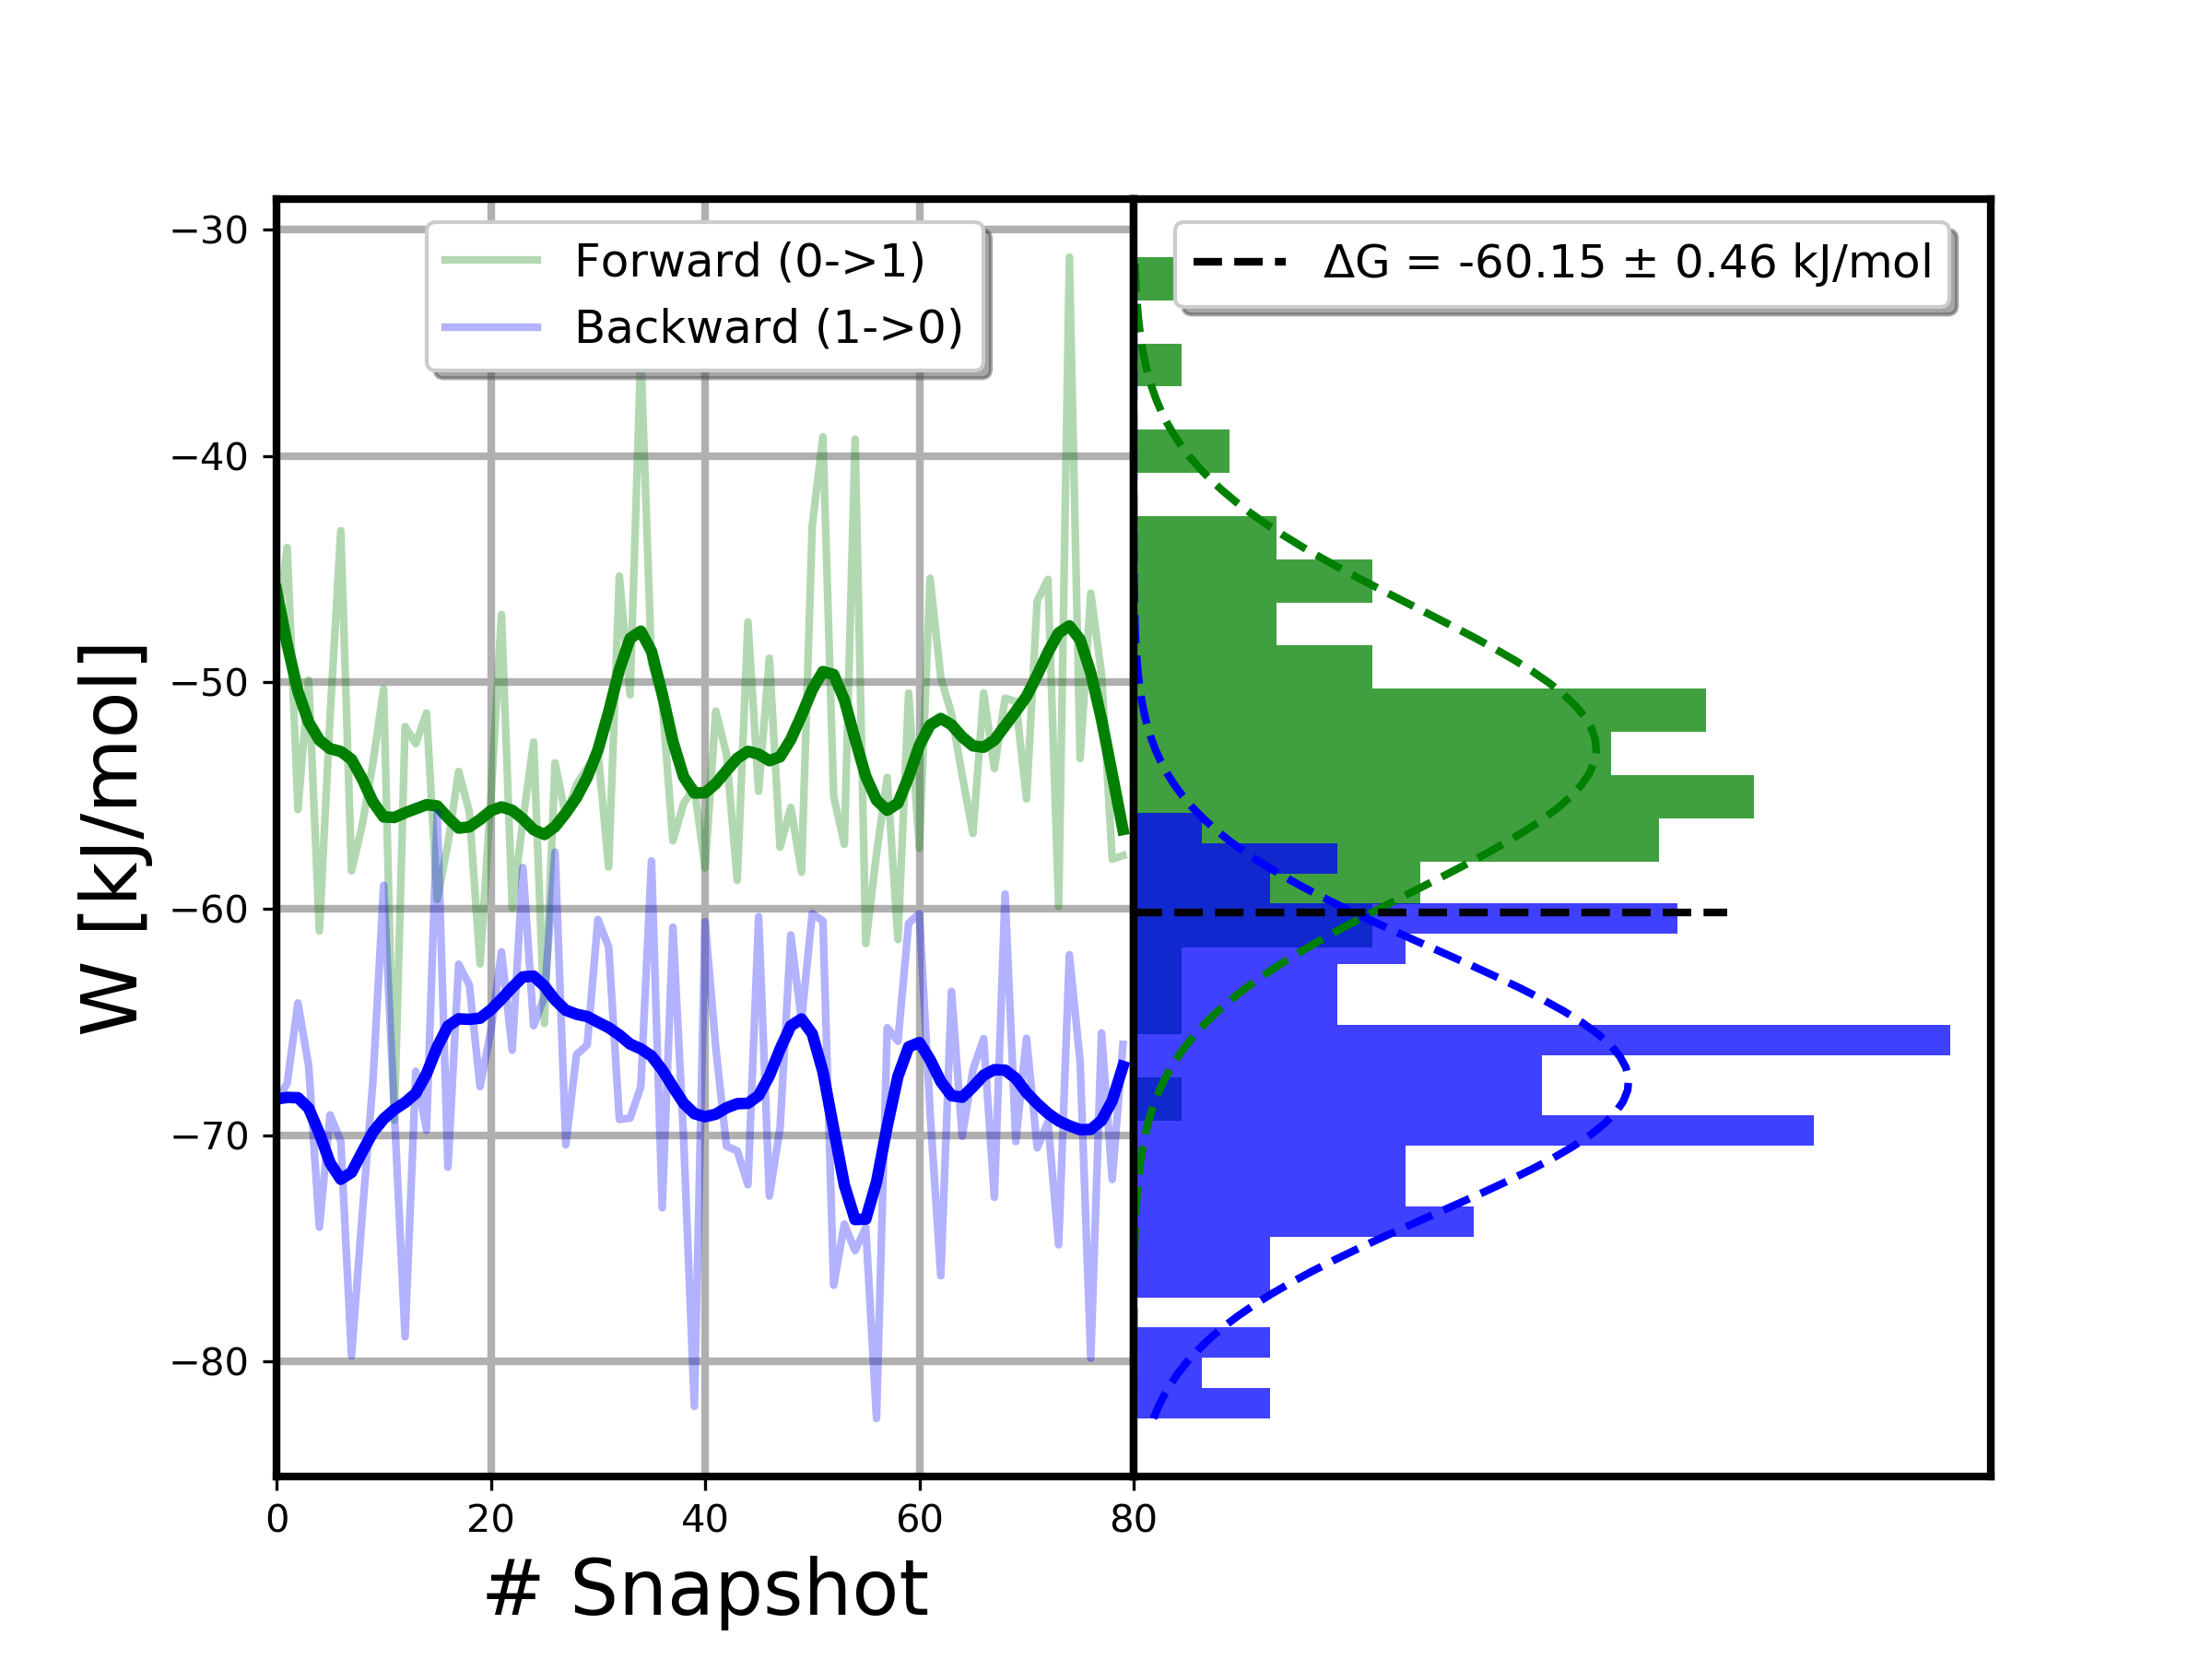 Forward (0->1)
Backward (1->0)
ΔG = -60.15 ± 0.46 kJ/mol
W [kJ/mol]
−30
−40
−50
−60
−70
−80
0 20 40 60 80
# Snapshot